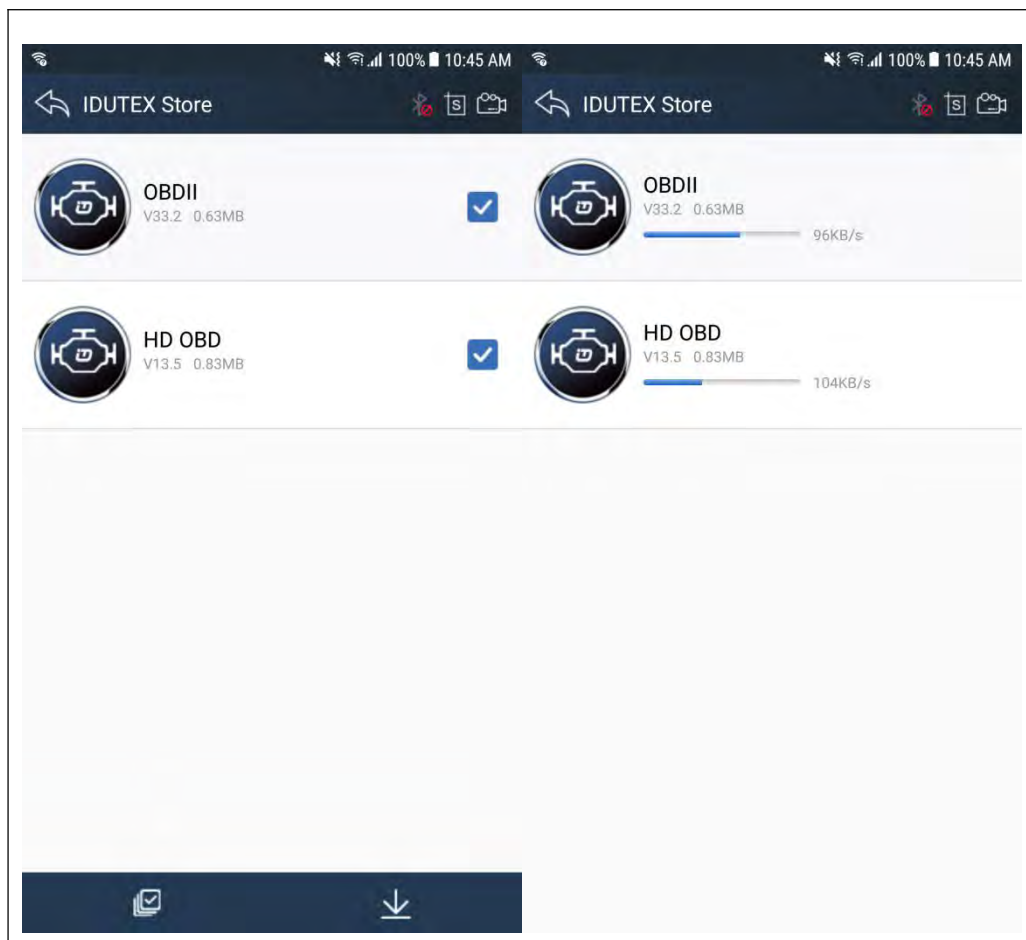 100% 10:45 AM
IDUTEX Store
S
OBDII
V33.2 0.63MB
HD OBD
V13.5 0.83MB
100% 10:45 AM
IDUTEX Store
S
OBDII
V33.2 0.63MB
96KB/s
HD OBD
V13.5 0.83MB
104KB/s